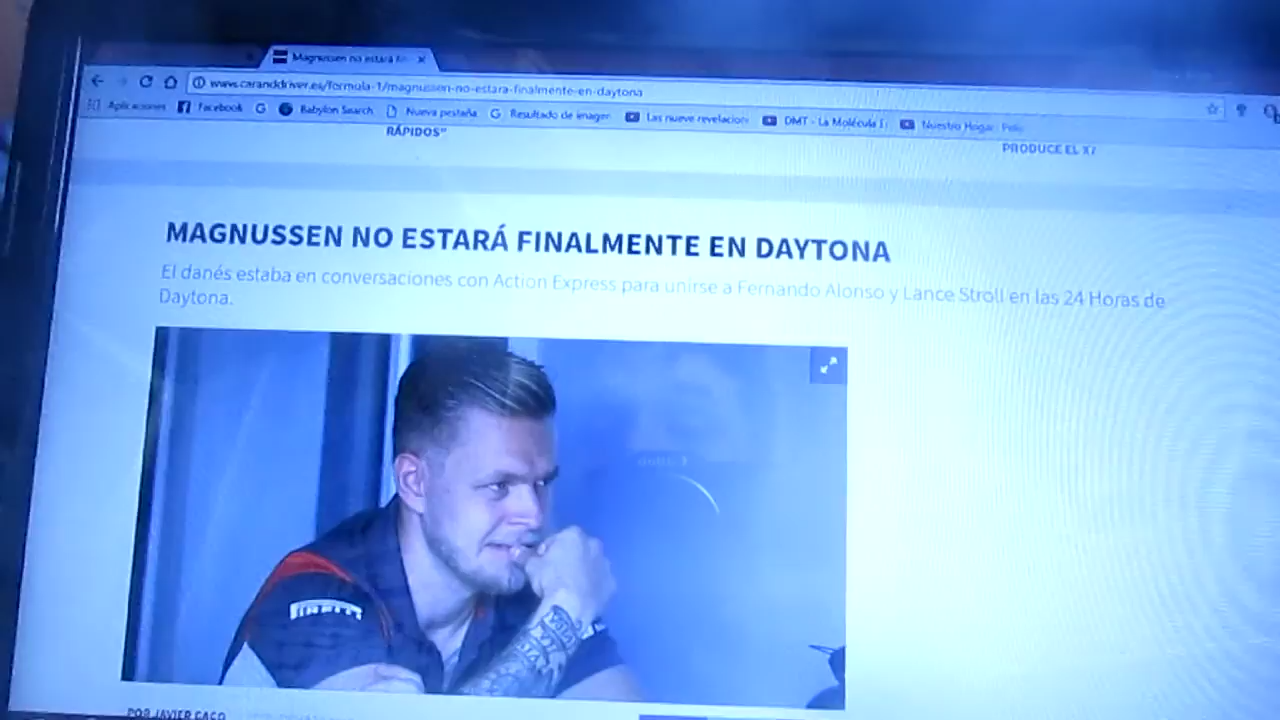 Magnussen no estará fin
www.caranddriver.es/formula-1/magnussen-no-estara-finalmente-en-daytona
Aplicaciones Facebook Babylon Search Nueva pestaña Resultado de imagen Las nueve revelacion DMT - La Molécula Nuestro Hogar
RÁPIDOS"
PRODUCE EL
MAGNUSSEN NO ESTARÁ FINALMENTE EN DAYTONA
El danés estaba en conversaciones con Action Express para unirse a Fernando Alonso y Lance Stroll en las 24 Horas de
Daytona.
PIRELLI
POR JAVIER